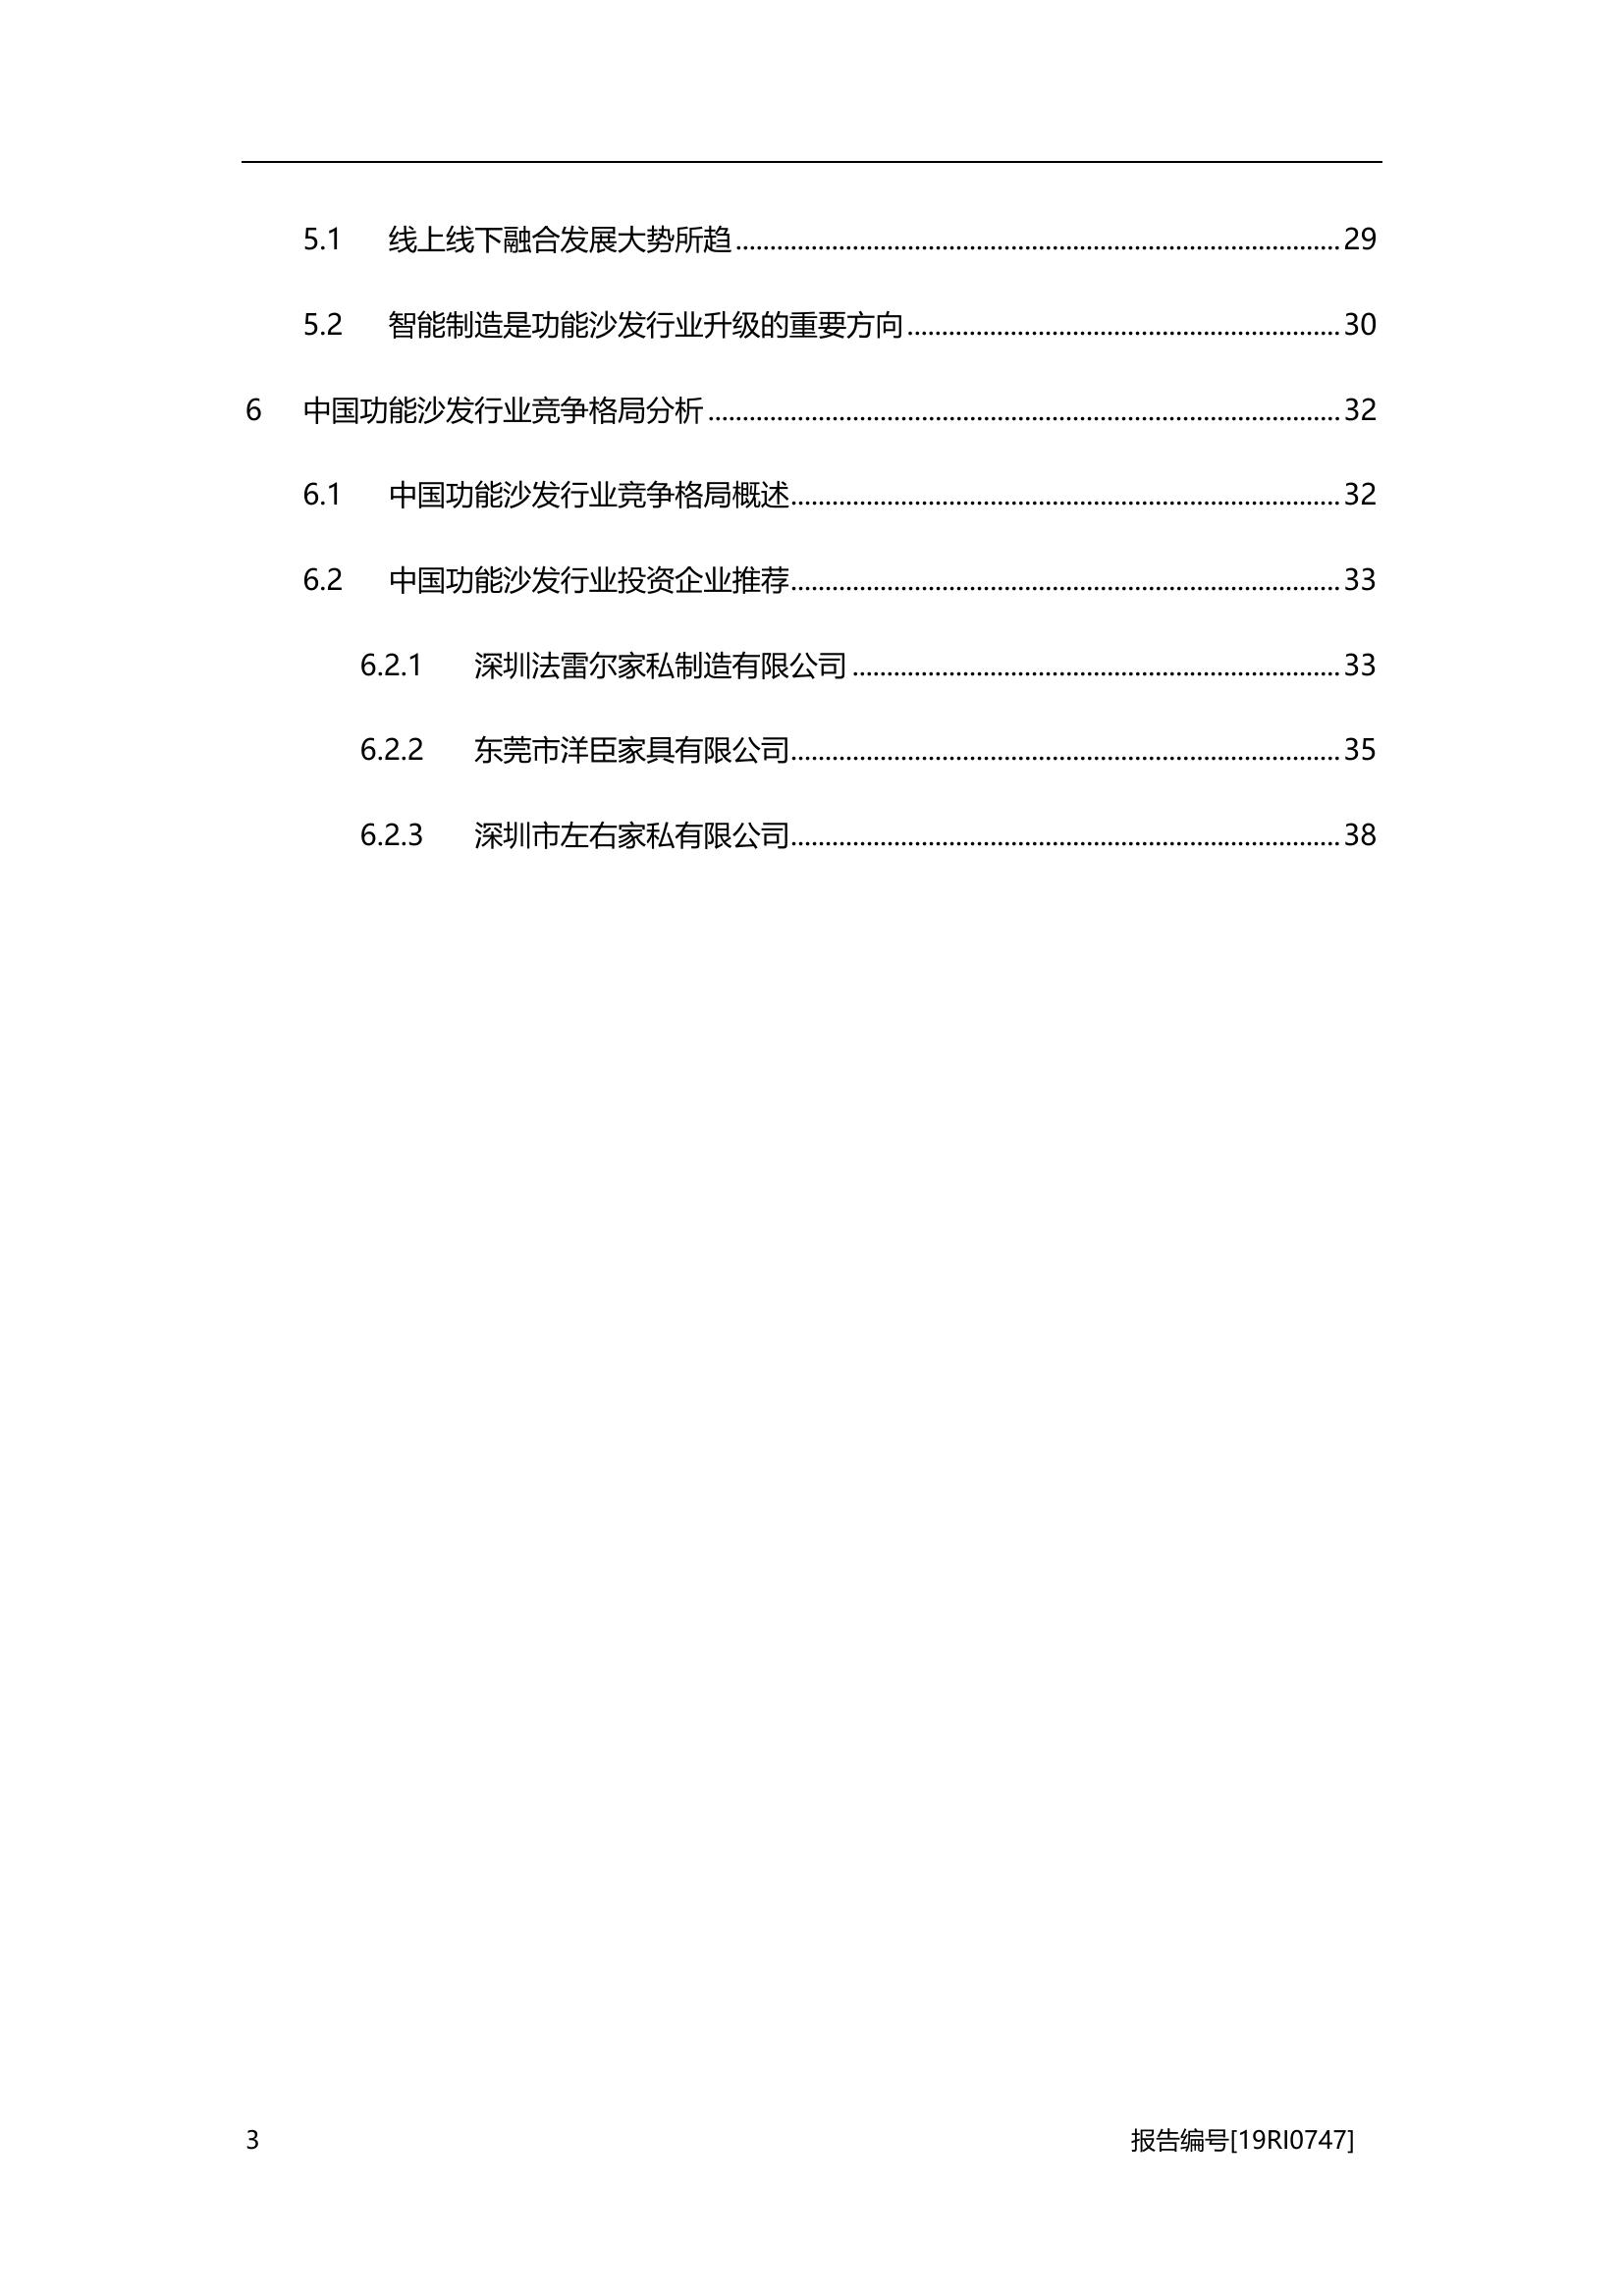 5.1 线上线下融合发展大势所趋 29
5.2 智能制造是功能沙发行业升级的重要方向 30
6 中国功能沙发行业竞争格局分析 32
6.1 中国功能沙发行业竞争格局概述 32
6.2 中国功能沙发行业投资企业推荐 33
6.2.1 深圳法雷尔家私制造有限公司 33
6.2.2 东莞市洋臣家具有限公司 35
6.2.3 深圳市左右家私有限公司 38
3 报告编号[19RI0747]